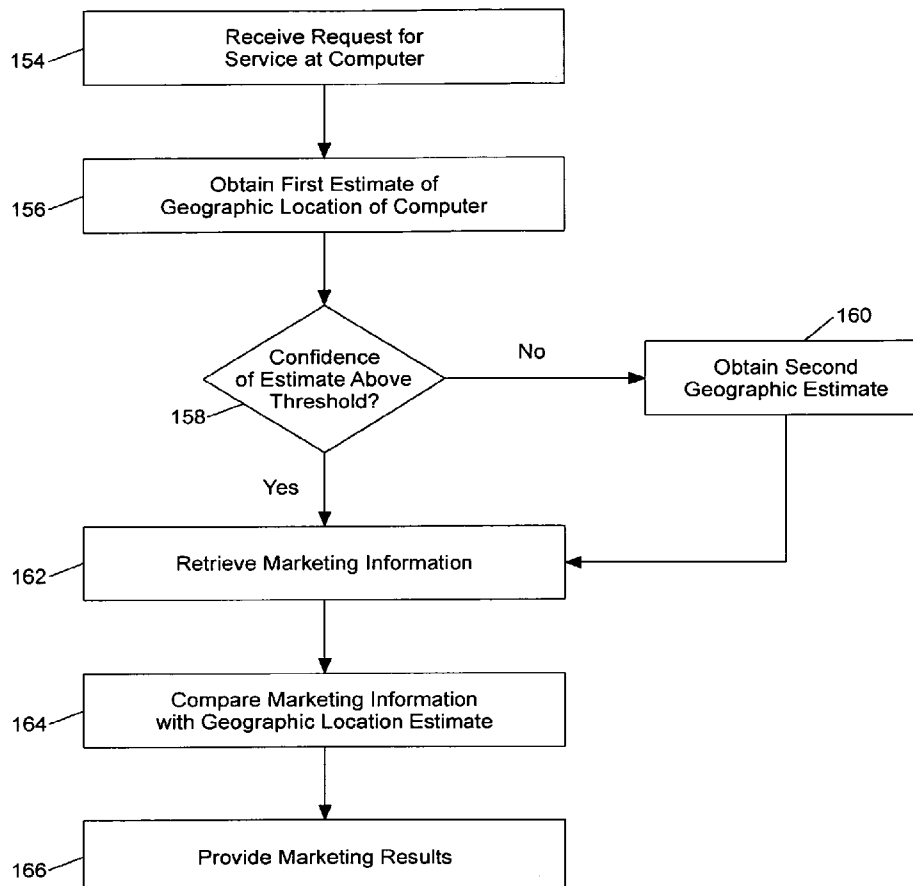 154
Receive Request for
Service at Computer
156
Obtain First Estimate of
Geographic Location of Computer
158
Confidence
of Estimate Above
Threshold?
No
160
Obtain Second
Geographic Estimate
Yes
162
Retrieve Marketing Information
164
Compare Marketing Information
with Geographic Location Estimate
166
Provide Marketing Results